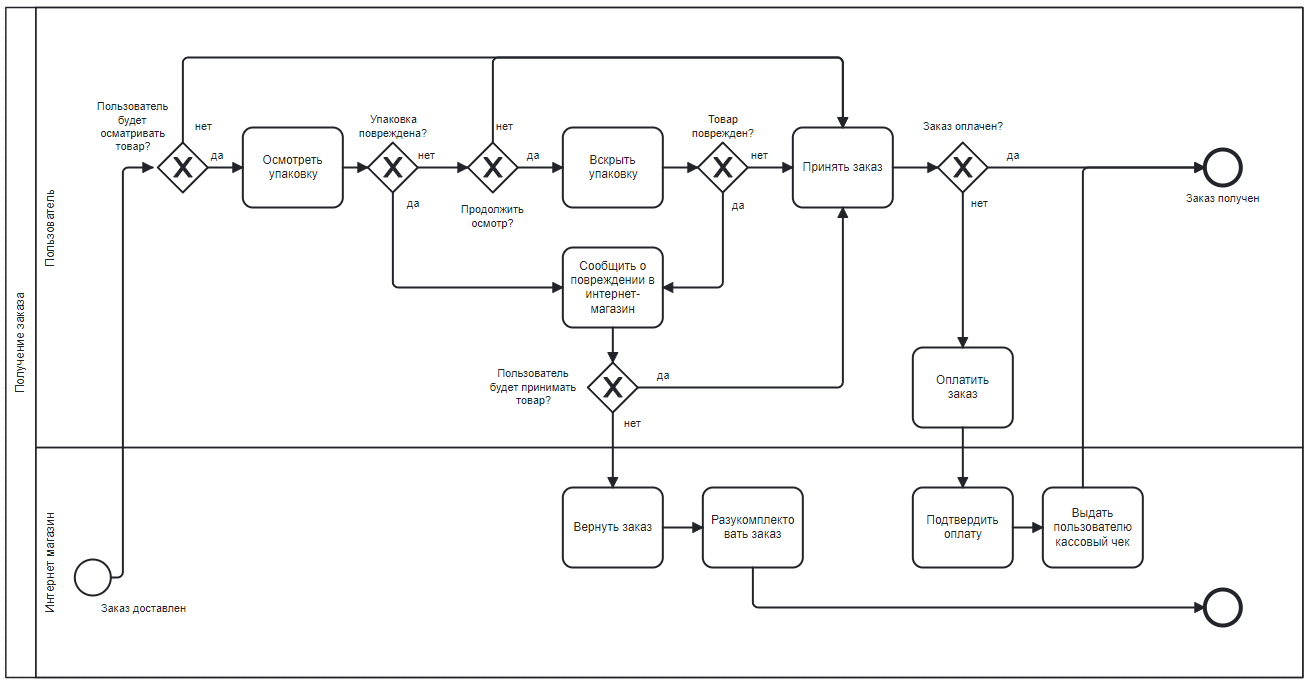 Получение заказа
Пользователь
Пользователь
будет
осматривать
товар?
нет
да
Осмотреть
упаковку
Упаковка
повреждена?
нет
да
нет
да
Продолжить
осмотр?
Вскрыть
упаковку
Товар
поврежден?
нет
да
Принять заказ
Заказ оплачен?
да
нет
Заказ получен
Сообщить о
повреждении в
интернет-
магазин
Пользователь
будет принимать
товар?
да
нет
Оплатить
заказ
Интернет магазин
Заказ доставлен
Вернуть заказ
Разукомплекто
вать заказ
Подтвердить
оплату
Выдать
пользователю
кассовый чек